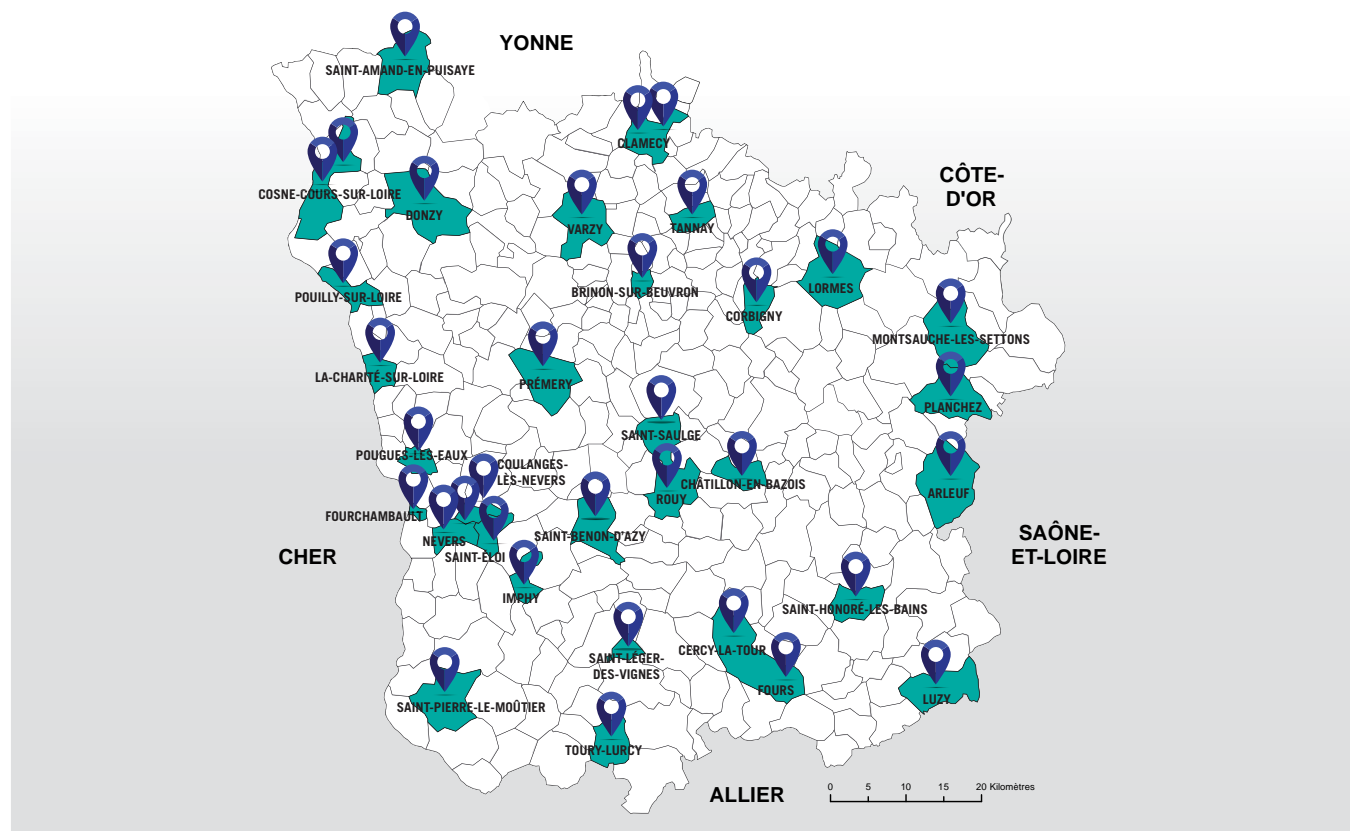 YONNE
SAINT-AMAND-EN-PUISAYE
CLAMECY
CÔTE-
D'OR
COSNE-COURS-SUR-LOIRE
DONZY
VARZY
TANNAY
LORMES
BRINON-SUR-BEUVRON
POUILLY-SUR-LOIRE
CORBIGNY
MONTSAUCHE-LES-SETTONS
LA-CHARITÉ-SUR-LOIRE
PRÉMERY
PLANCHEZ
SAINT-SAULGE
POUGUES-LES-EAUX
COULANGES-
LÈS-NEVERS
CHÂTILLON-EN-BAZOIS
ROUY
ARLEUF
FOURCHAMBAULT
NEVERS
SAINT-BENON-D'AZY
SAINT-ÉLOI
CHER
SAÔNE-
ET-LOIRE
IMPHY
SAINT-HONORÉ-LES-BAINS
CERCY-LA-TOUR
SAINT-LÉGER-
DES-VIGNES
FOURS
LUZY
SAINT-PIERRE-LE-MOÛTIER
TOURY-LURCY
ALLIER
0 5 10 15 20 Kilomètres